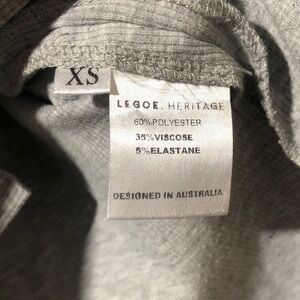 XS
LEGOE. HERITAGE
60%POLYESTER
35%VISCOSE
5%ELASTANE
DESIGNED IN AUSTRALIA